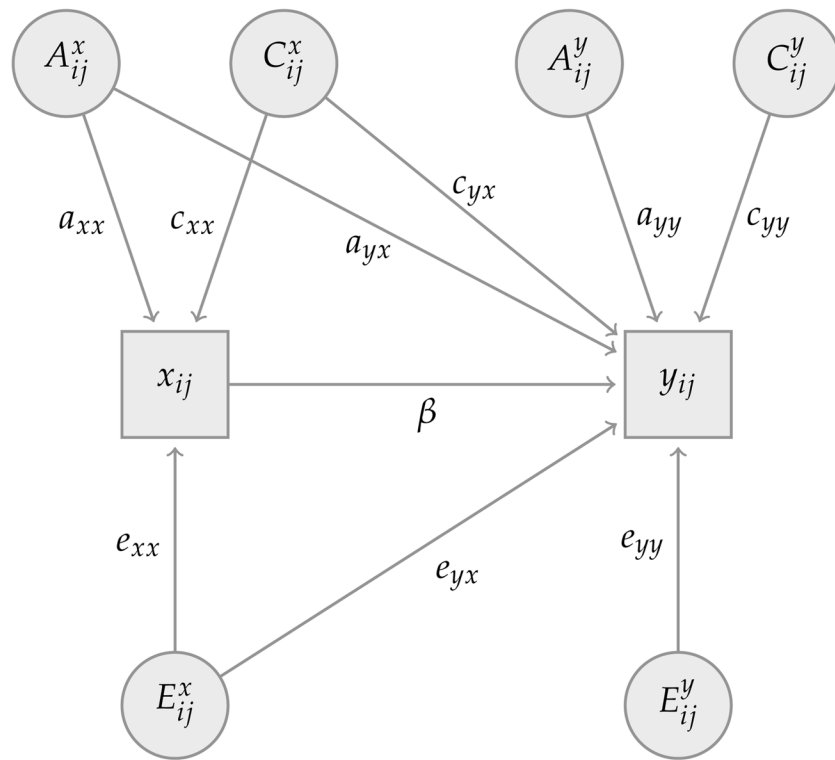 A^x_{ij} C^x_{ij} A^y_{ij} C^y_{ij}
a_{xx} c_{xx} a_{yx} c_{yx} a_{yy} c_{yy}
x_{ij} β y_{ij}
e_{xx} e_{yx} e_{yy}
E^x_{ij} E^y_{ij}